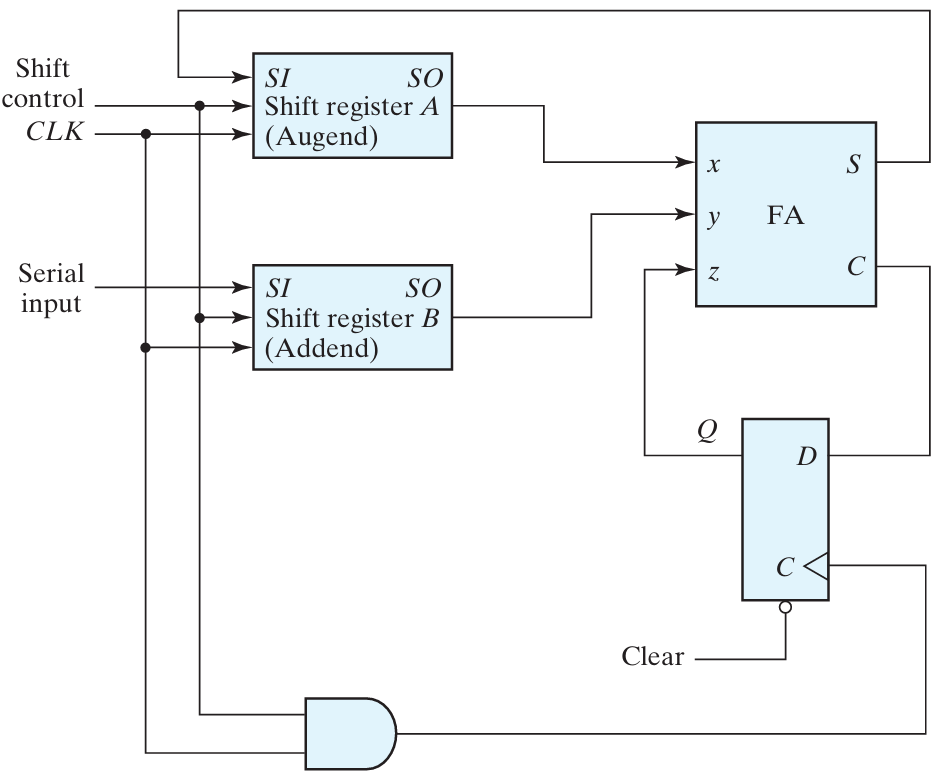 Shift
control
CLK
SI SO
Shift register A
(Augend)
x S
y FA
z C
Serial
input
SI SO
Shift register B
(Addend)
Q
D
C
Clear